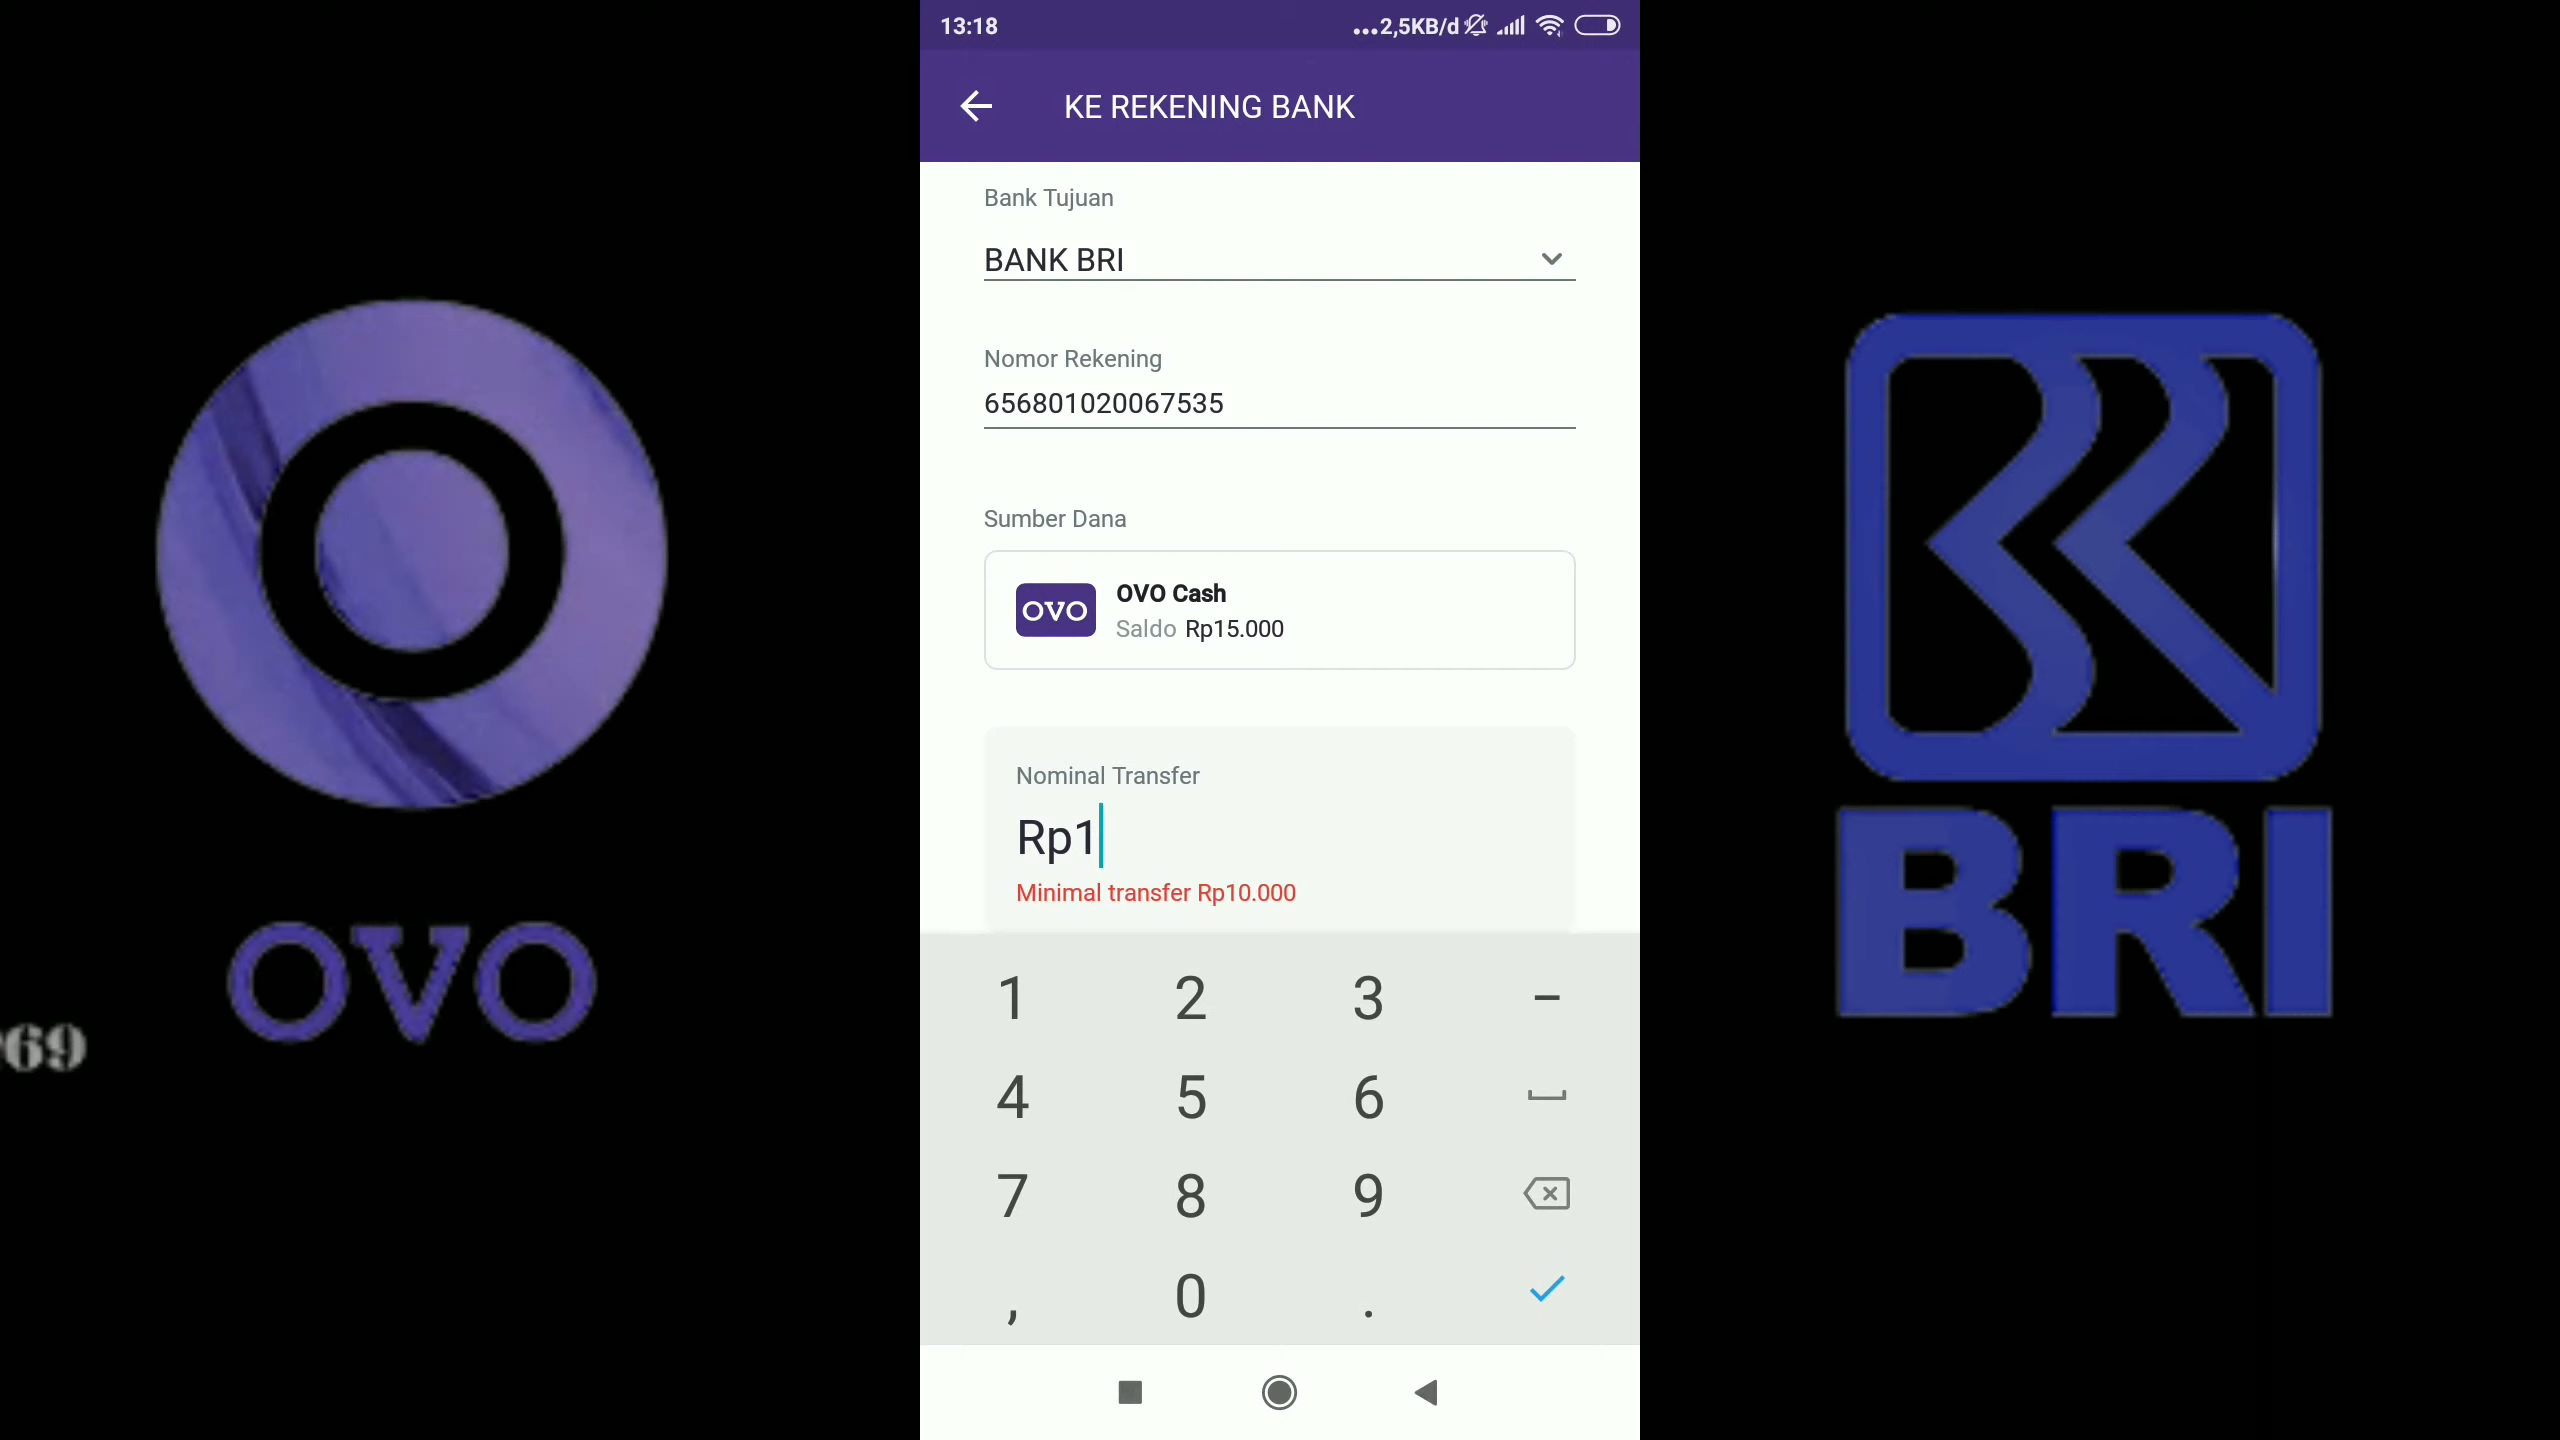 13:18
...2,5KB/d
KE REKENING BANK
Bank Tujuan
BANK BRI
Nomor Rekening
656801020067535
Sumber Dana
OVO
OVO Cash
Saldo Rp15.000
Nominal Transfer
Rp1
Minimal transfer Rp10.000
1 2 3 -
4 5 6
7 8 9
, 0 .
OVO
69
BRI